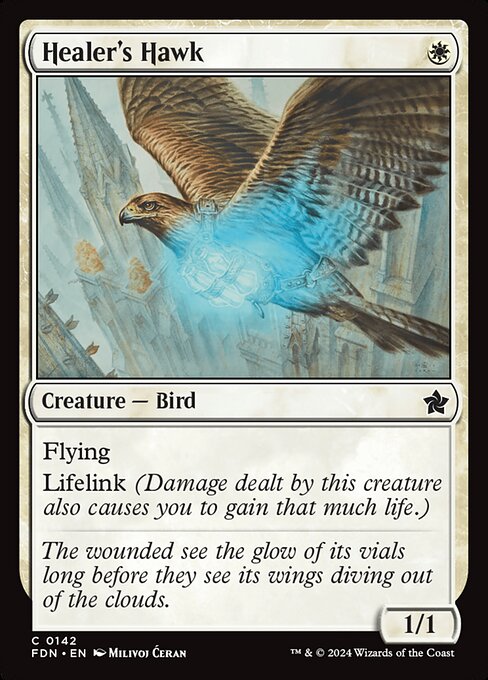 Healer's Hawk
Creature — Bird
Flying
Lifelink (Damage dealt by this creature
also causes you to gain that much life.)
The wounded see the glow of its vials
long before they see its wings diving out
of the clouds.
1/1
C 0142
FDN • EN Milivoj Ćeran
™ & © 2024 Wizards of the Coast